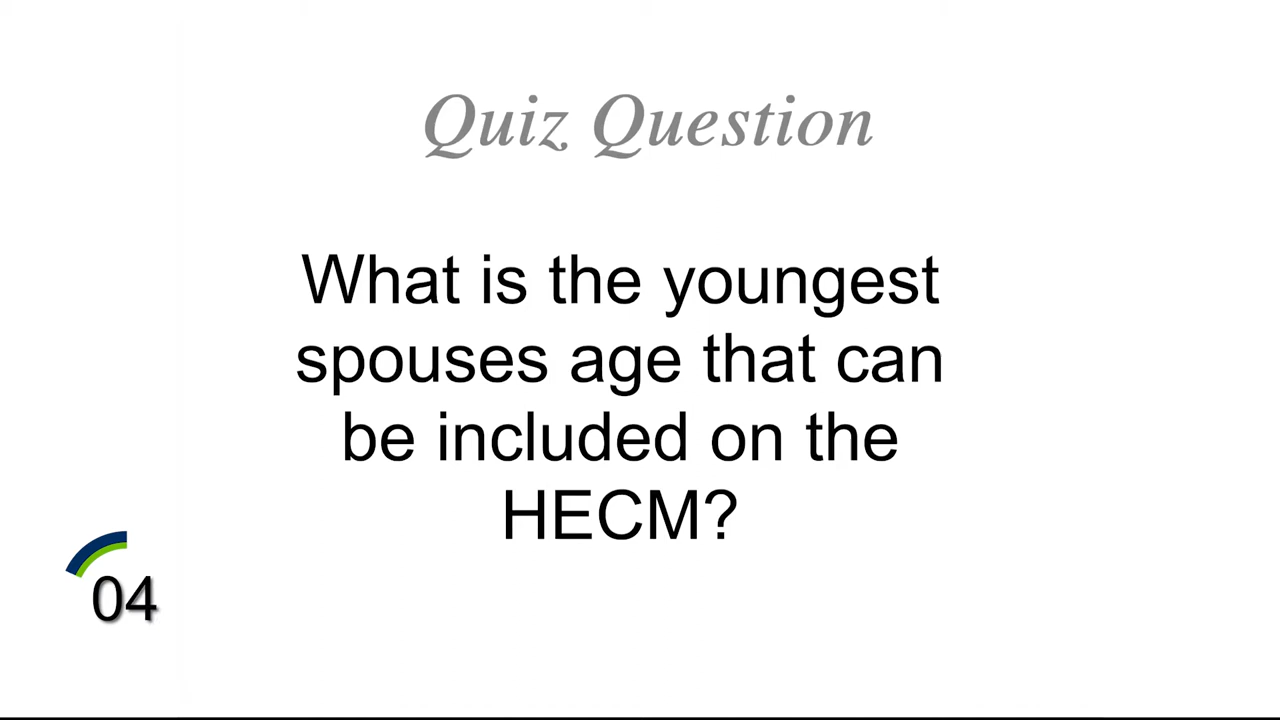 Quiz Question
What is the youngest
spouses age that can
be included on the
HECM?
04